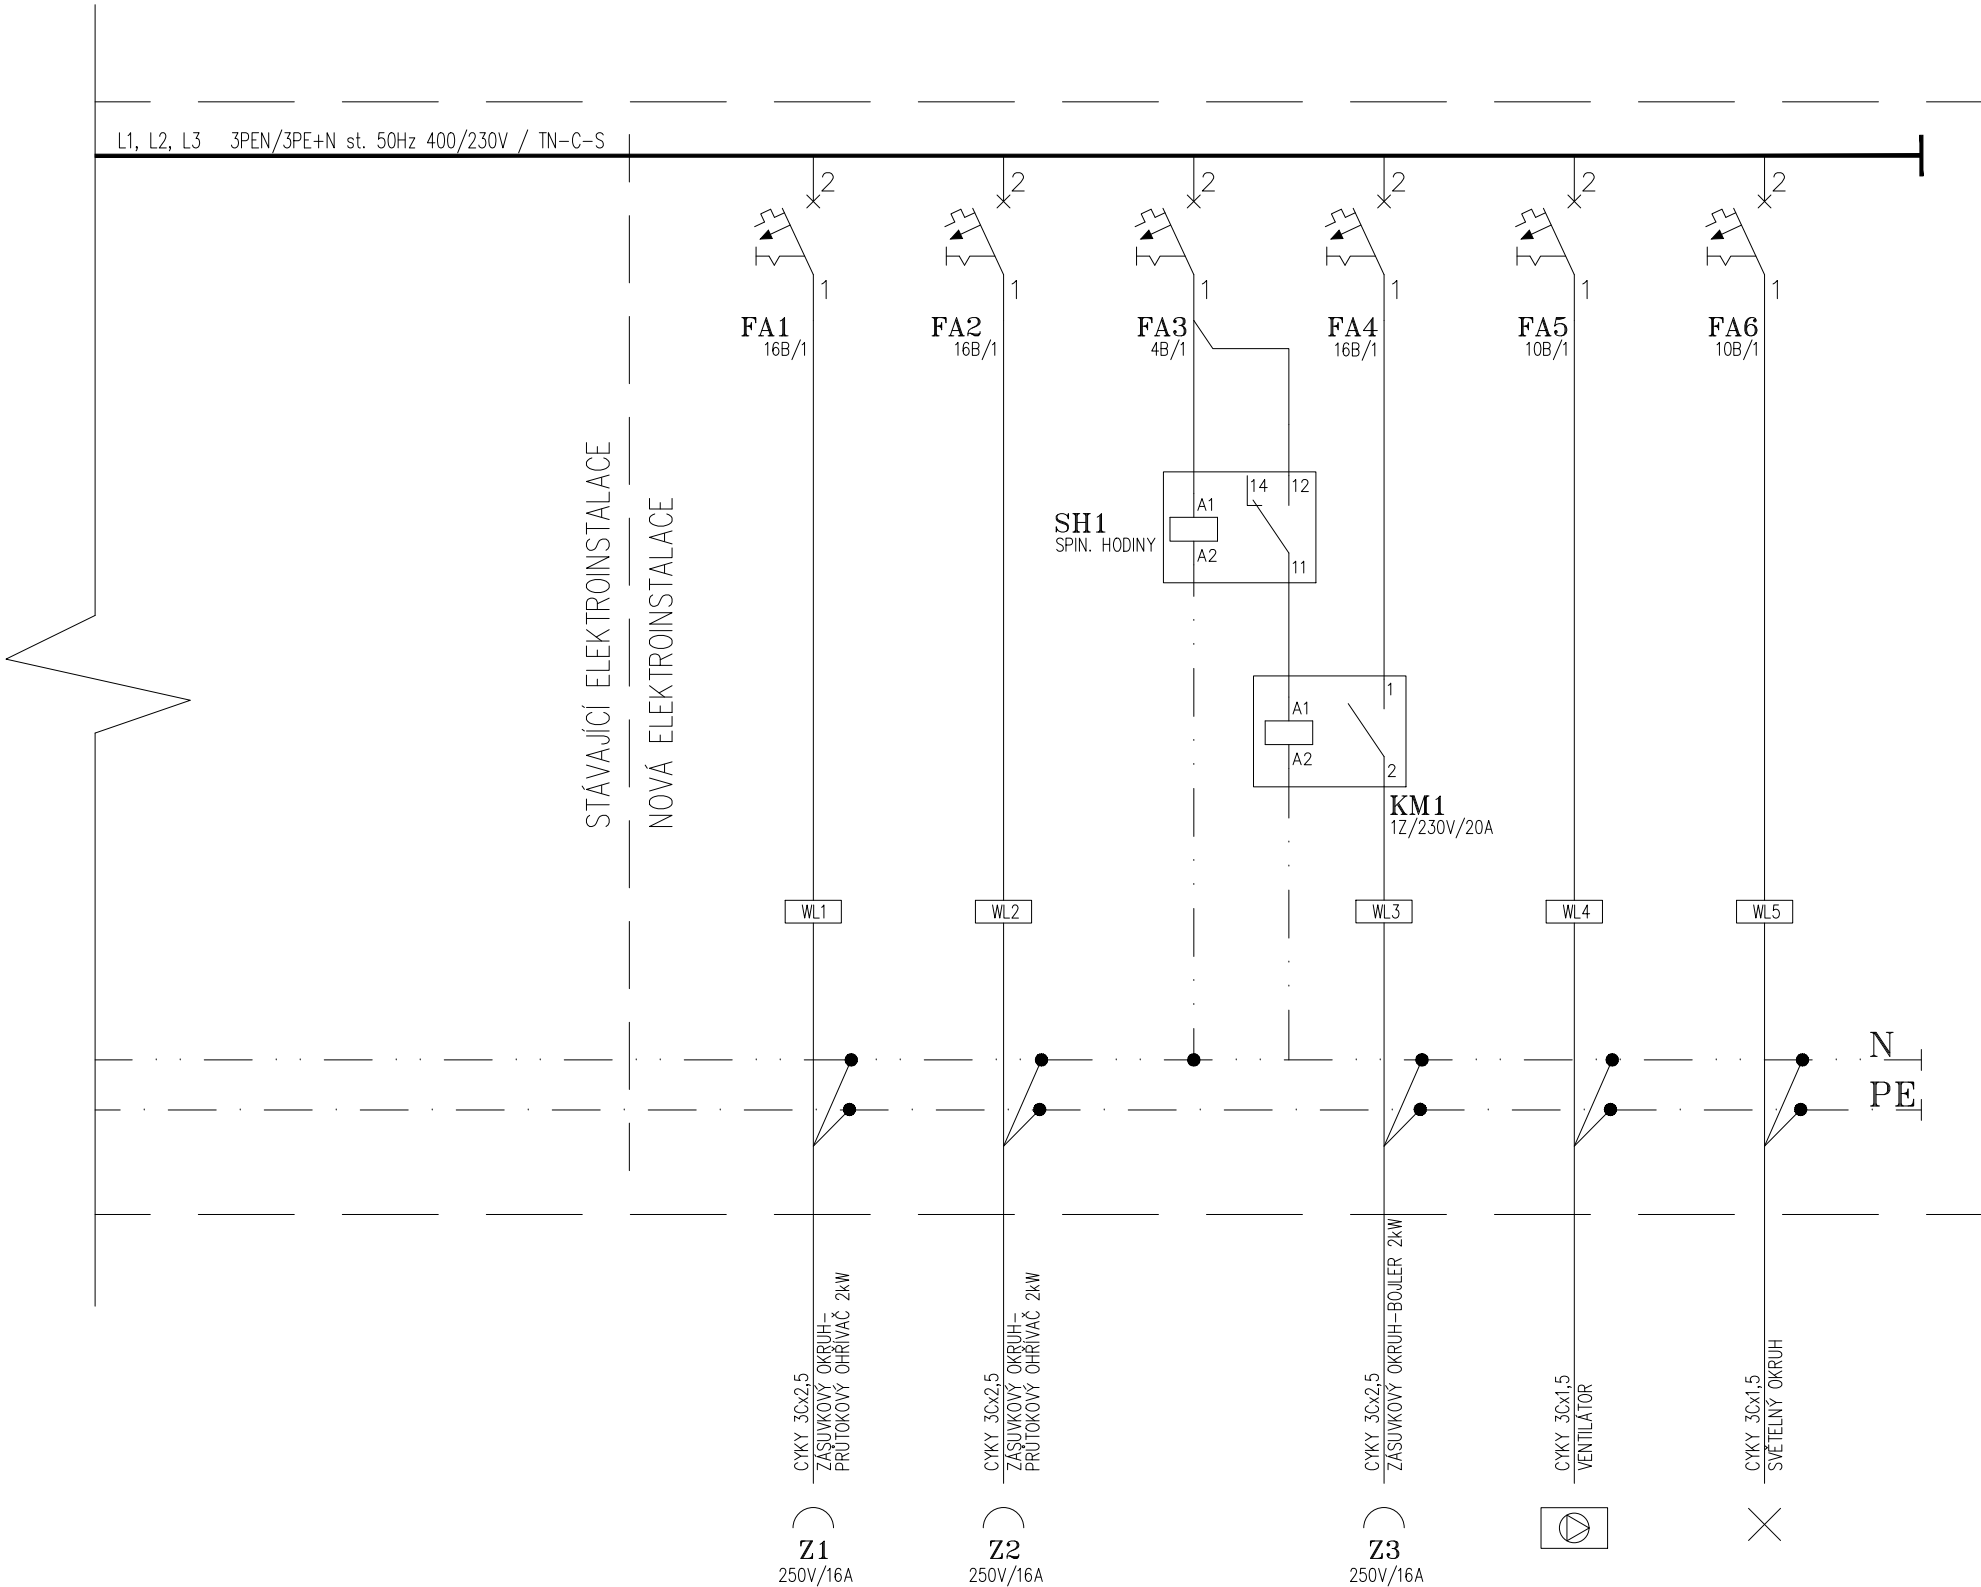 L1, L2, L3   3PEN/3PE+N st. 50Hz 400/230V / TN-C-S
2
2
2
2
2
2
1
1
1
1
1
1
FA1
16B/1
FA2
16B/1
FA3
4B/1
FA4
16B/1
FA5
10B/1
FA6
10B/1
STÁVAJÍCÍ ELEKTROINSTALACE
NOVÁ ELEKTROINSTALACE
SH1
SPIN. HODINY
A1
A2
14
12
11
A1
A2
1
2
KM1
1Z/230V/20A
WL1
WL2
WL3
WL4
WL5
N
PE
CYKY 3Cx2,5
ZÁSUVKOVÝ OKRUH-
PRŮTOKOVÝ OHŘÍVAČ 2kW
CYKY 3Cx2,5
ZÁSUVKOVÝ OKRUH-
PRŮTOKOVÝ OHŘÍVAČ 2kW
CYKY 3Cx2,5
ZÁSUVKOVÝ OKRUH-BOJLER 2kW
CYKY 3Cx1,5
VENTILÁTOR
CYKY 3Cx1,5
SVĚTELNÝ OKRUH
Z1
250V/16A
Z2
250V/16A
Z3
250V/16A